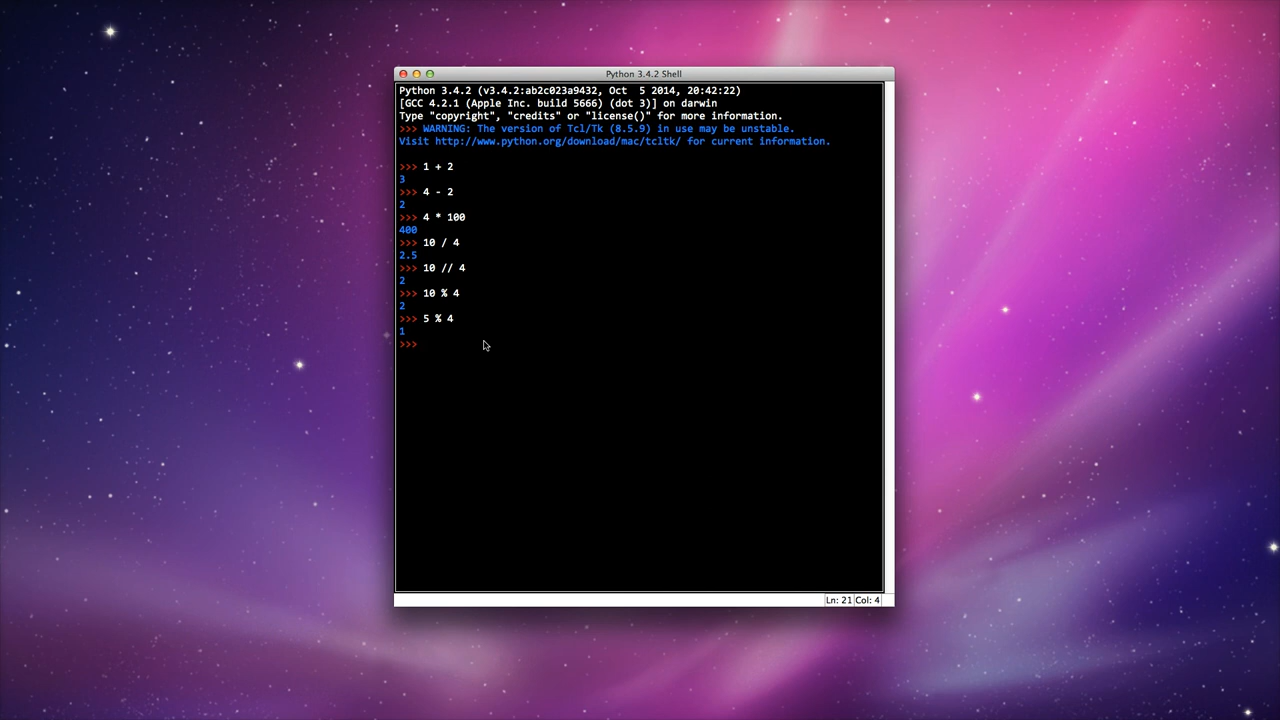 Python 3.4.2 Shell
Python 3.4.2 (v3.4.2:ab2c023a9432, Oct  5 2014, 20:42:22)
[GCC 4.2.1 (Apple Inc. build 5666) (dot 3)] on darwin
Type "copyright", "credits" or "license()" for more information.
>>> WARNING: The version of Tcl/Tk (8.5.9) in use may be unstable.
Visit http://www.python.org/download/mac/tcltk/ for current information.
>>> 1 + 2
3
>>> 4 - 2
2
>>> 4 * 100
400
>>> 10 / 4
2.5
>>> 10 // 4
2
>>> 10 % 4
2
>>> 5 % 4
1
>>>
Ln: 21 Col: 4